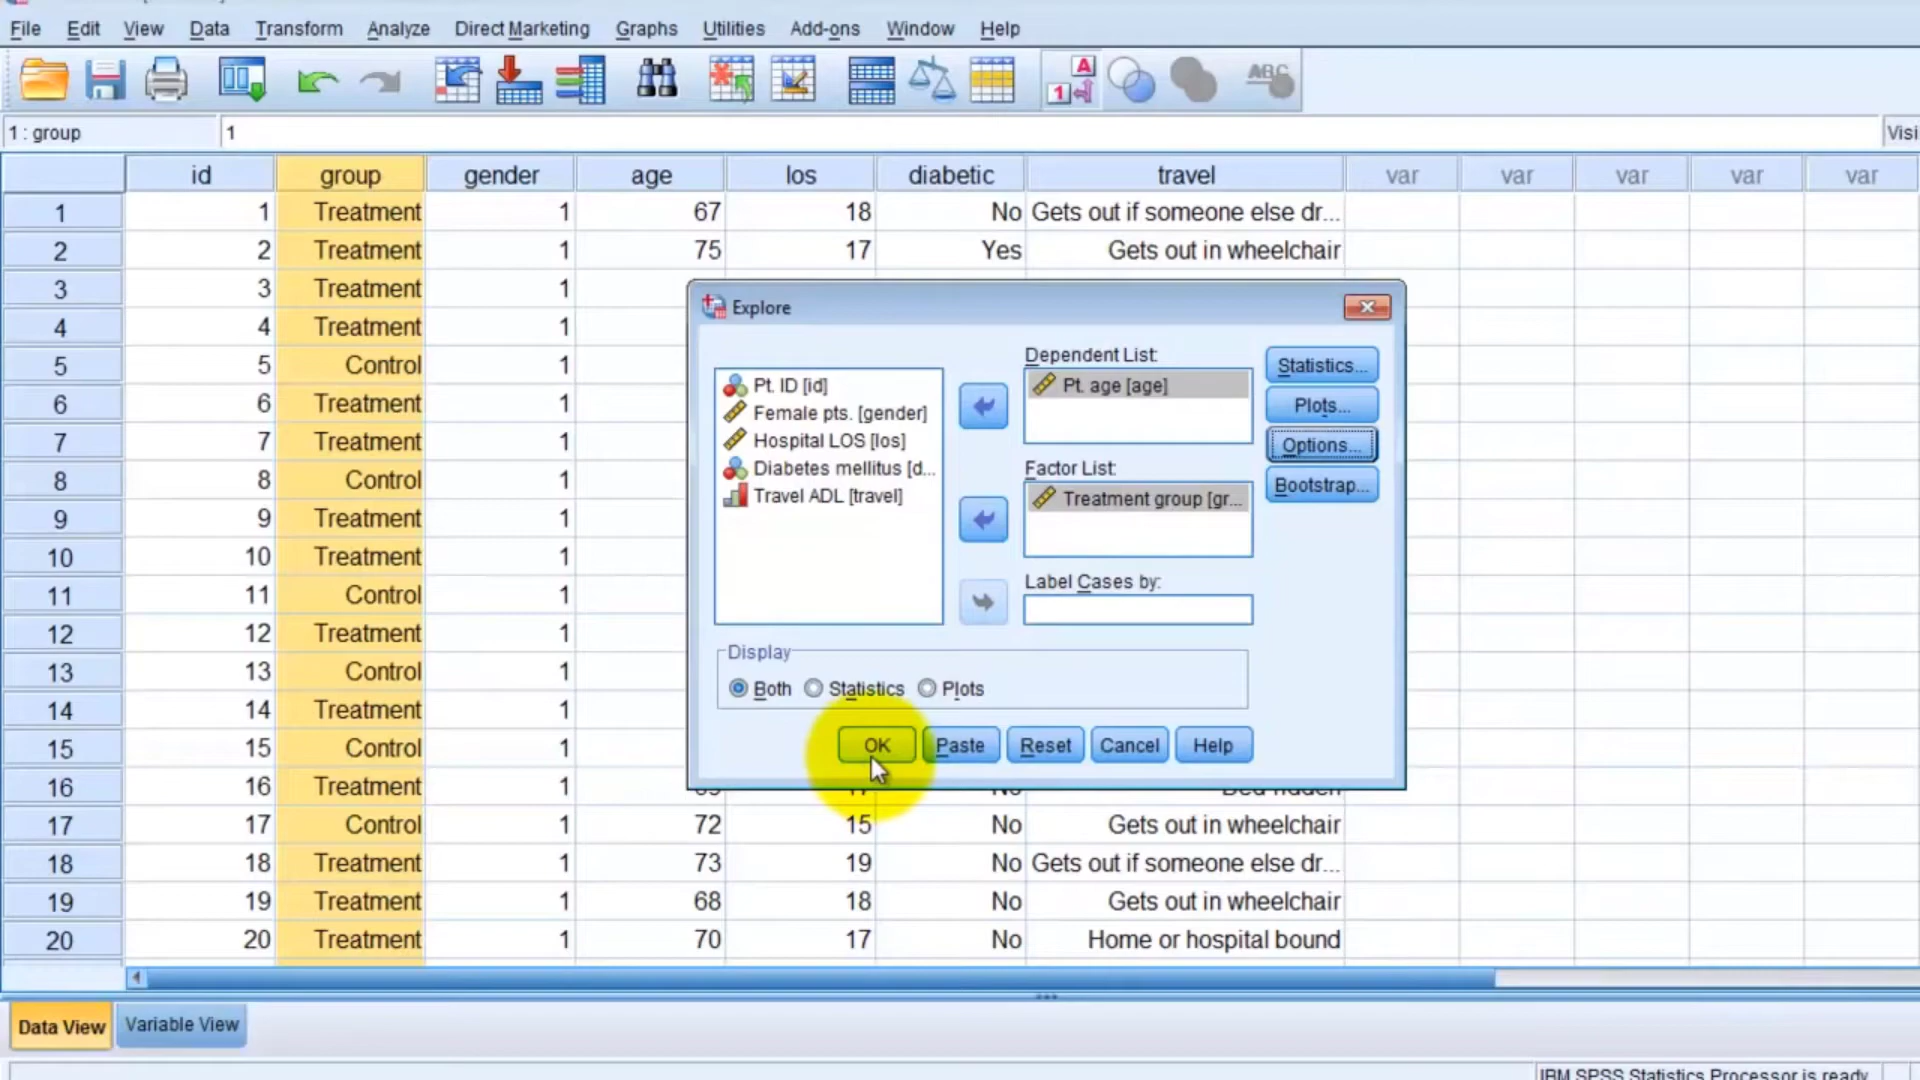 File Edit View Data Transform Analyze Direct Marketing Graphs Utilities Add-ons Window Help
1 : group 1 Visi
id group gender age los diabetic travel var var var var var
1 1 Treatment 1 67 18 No Gets out if someone else dr...
2 2 Treatment 1 75 17 Yes Gets out in wheelchair
3 3 Treatment 1
4 4 Treatment 1
5 5 Control 1
6 6 Treatment 1
7 7 Treatment 1
8 8 Control 1
9 9 Treatment 1
10 10 Treatment 1
11 11 Control 1
12 12 Treatment 1
13 13 Control 1
14 14 Treatment 1
15 15 Control 1
16 16 Treatment 1
17 17 Control 1 72 15 No Gets out in wheelchair
18 18 Treatment 1 73 19 No Gets out if someone else dr...
19 19 Treatment 1 68 18 No Gets out in wheelchair
20 20 Treatment 1 70 17 No Home or hospital bound
Explore
Pt. ID [id]
Female pts. [gender]
Hospital LOS [los]
Diabetes mellitus [d...
Travel ADL [travel]
Dependent List:
Pt. age [age]
Factor List:
Treatment group [gr...
Label Cases by:
Statistics...
Plots...
Options...
Bootstrap...
Display
Both Statistics Plots
OK Paste Reset Cancel Help
Data View Variable View
IBM SPSS Statistics Processor is ready